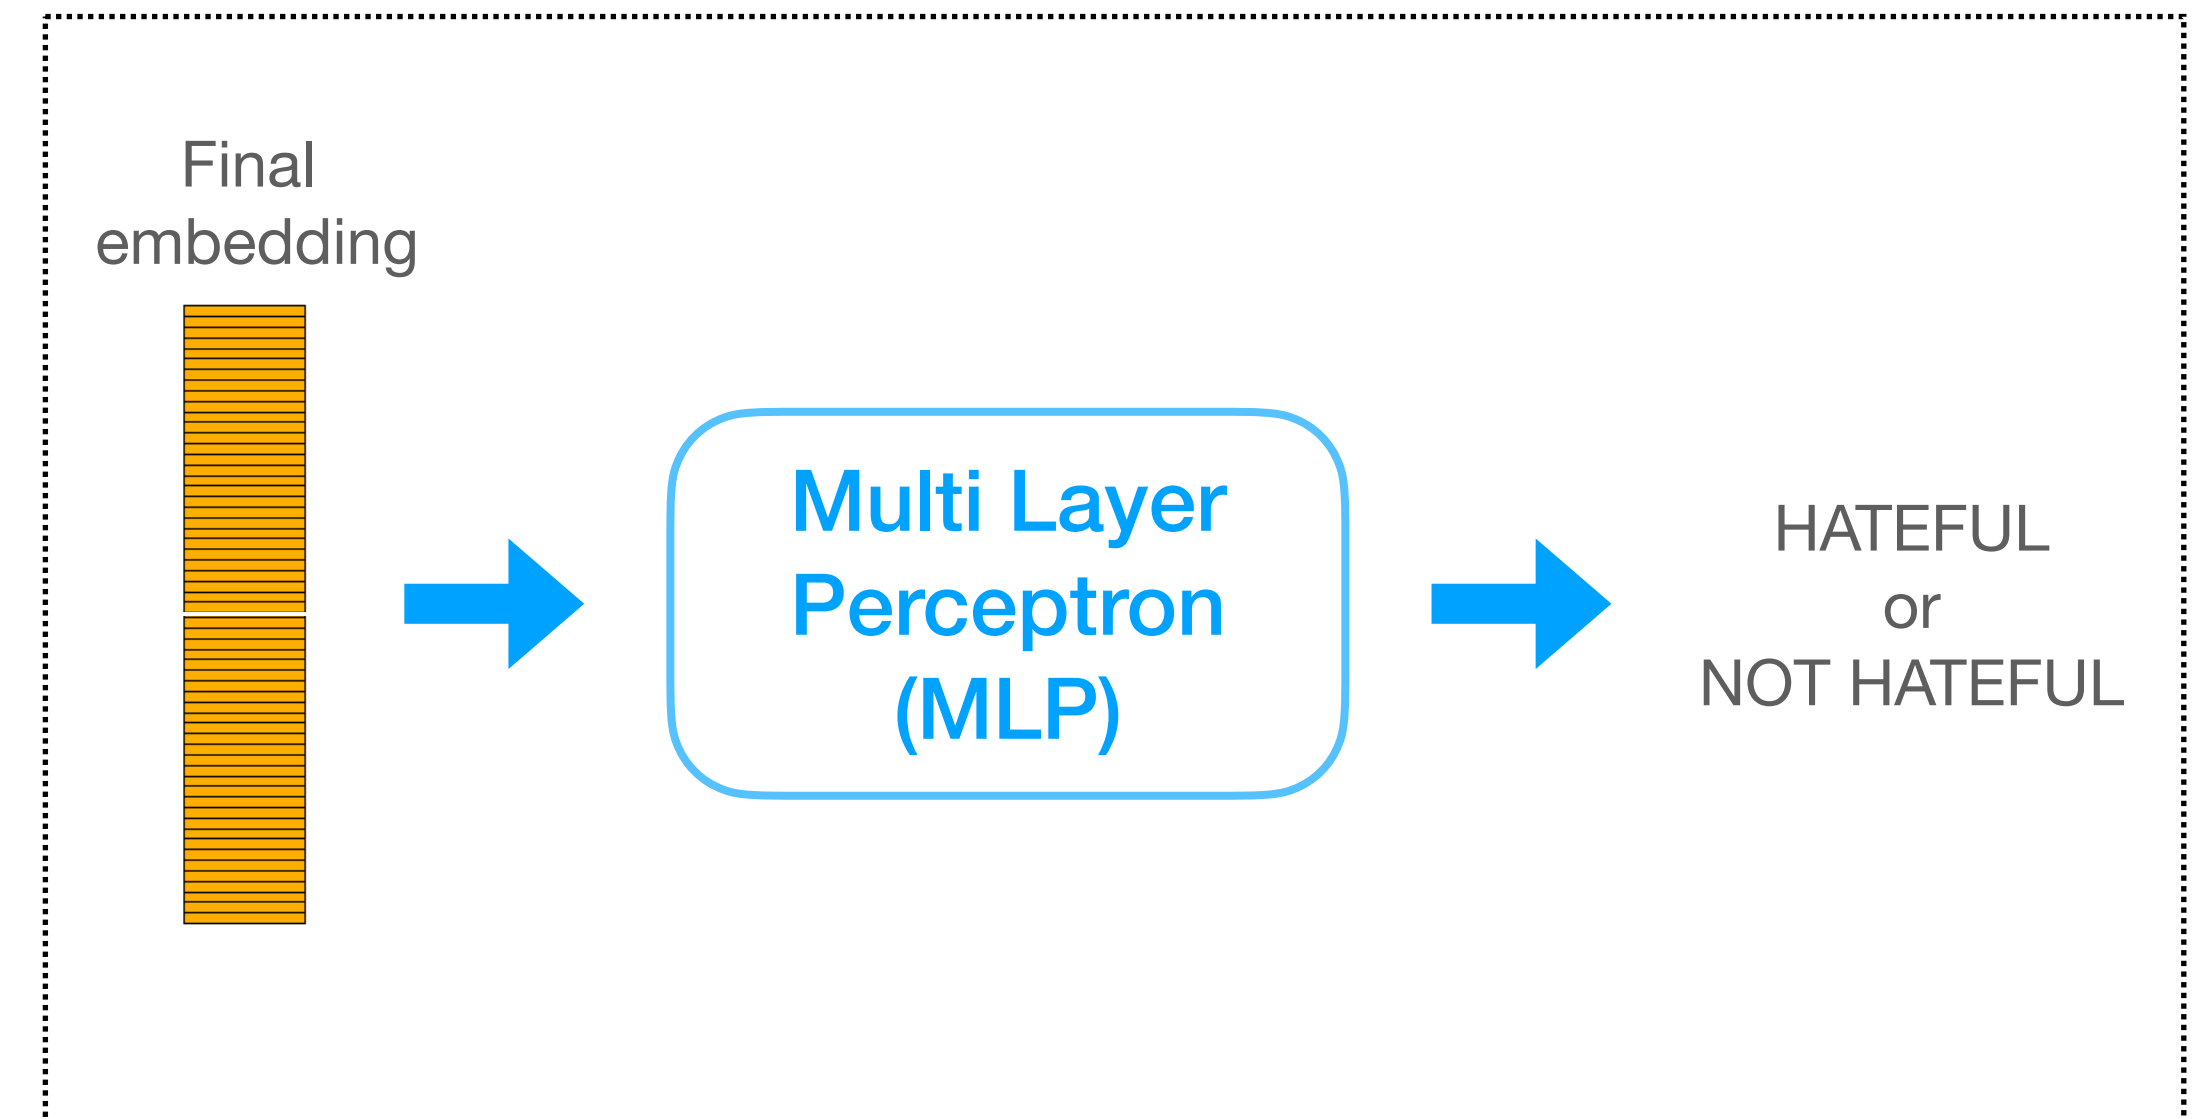 Final
embedding
Multi Layer
Perceptron
(MLP)
HATEFUL
or
NOT HATEFUL